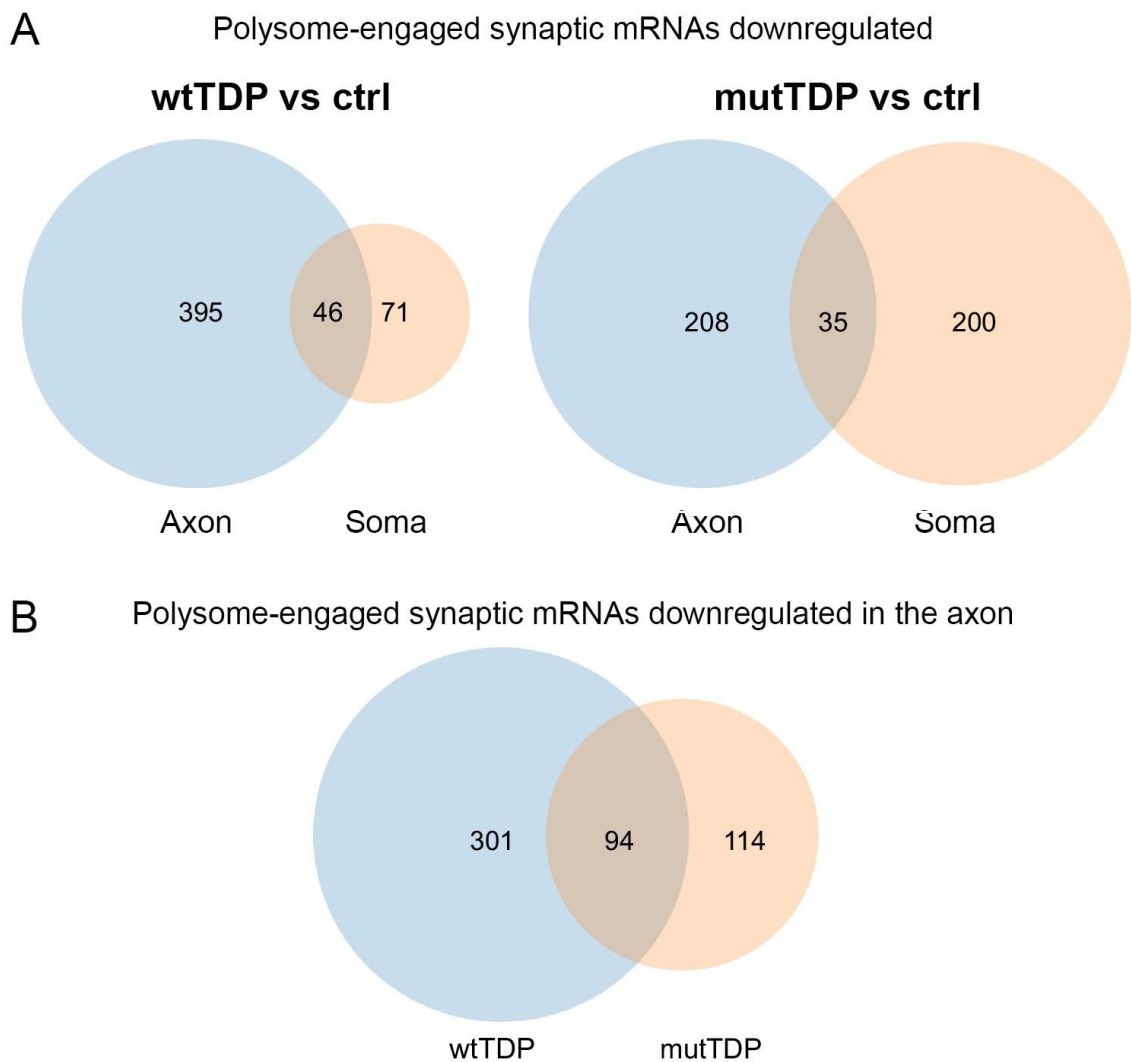 A
Polysome-engaged synaptic mRNAs downregulated
wtTDP vs ctrl
mutTDP vs ctrl
395
46
71
208
35
200
Axon
Soma
Axon
Soma
B
Polysome-engaged synaptic mRNAs downregulated in the axon
301
94
114
wtTDP
mutTDP